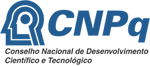 CNPq
Conselho Nacional de Desenvolvimento
Científico e Tecnológico